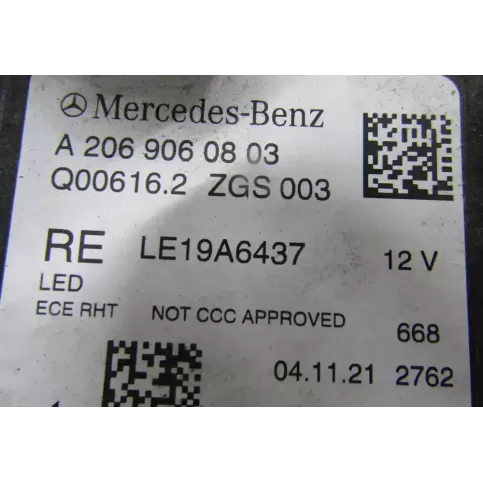 Mercedes-Benz
A 206 906 08 03
Q00616.2 ZGS 003
RE LE19A6437 12 V
LED
ECE RHT NOT CCC APPROVED 668
04.11.21 2762